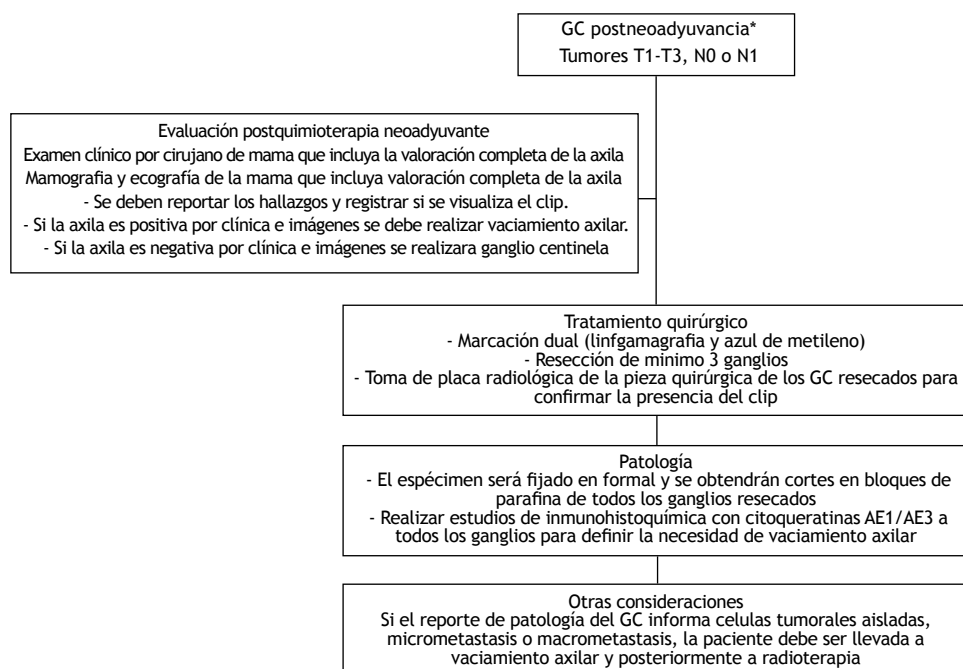 GC postneoadyuvancia*
Tumores T1-T3, N0 o N1
Evaluación postquimioterapia neoadyuvante
Examen clínico por cirujano de mama que incluya la valoración completa de la axila
Mamografia y ecografía de la mama que incluya valoración completa de la axila
- Se deben reportar los hallazgos y registrar si se visualiza el clip.
- Si la axila es positiva por clínica e imágenes se debe realizar vaciamiento axilar.
- Si la axila es negativa por clínica e imágenes se realizara ganglio centinela
Tratamiento quirúrgico
- Marcación dual (linfgamagrafia y azul de metileno)
- Resección de minimo 3 ganglios
- Toma de placa radiológica de la pieza quirúrgica de los GC resecados para
confirmar la presencia del clip
Patología
- El espécimen será fijado en formal y se obtendrán cortes en bloques de
parafina de todos los ganglios resecados
- Realizar estudios de inmunohistoquímica con citoqueratinas AE1/AE3 a
todos los ganglios para definir la necesidad de vaciamiento axilar
Otras consideraciones
Si el reporte de patología del GC informa celulas tumorales aisladas,
micrometastasis o macrometastasis, la paciente debe ser llevada a
vaciamiento axilar y posteriormente a radioterapia